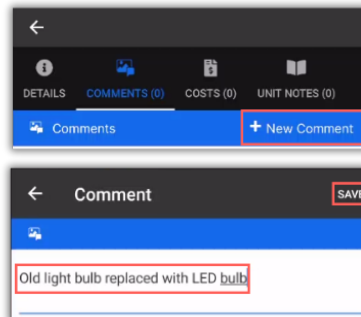 DETAILS COMMENTS (0) COSTS (0) UNIT NOTES (0)
Comments + New Comment
Comment SAVE
Old light bulb replaced with LED bulb